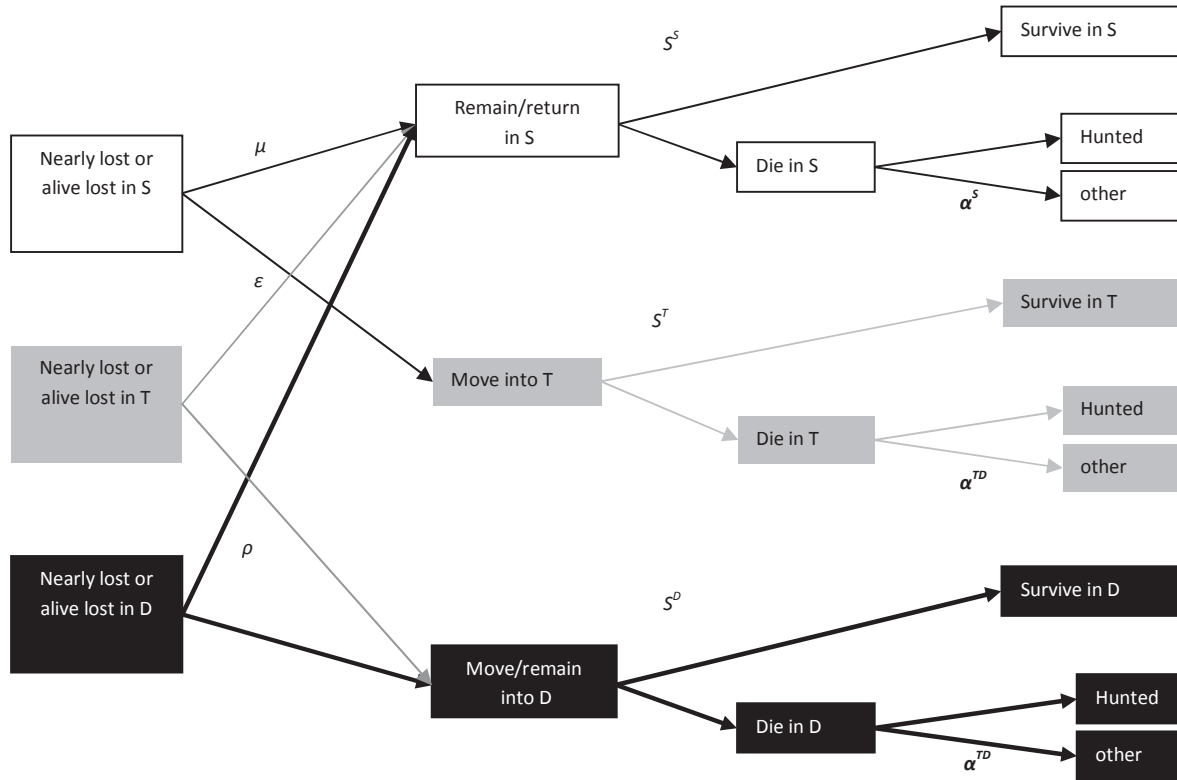 S^S
Survive in S
Remain/return
in S
μ
Nearly lost or
alive lost in S
Die in S
Hunted
α^S
other
ε
S^T
Survive in T
Nearly lost or
alive lost in T
Move into T
Die in T
Hunted
α^TD
other
ρ
Nearly lost or
alive lost in D
S^D
Survive in D
Move/remain
into D
Die in D
Hunted
α^TD
other